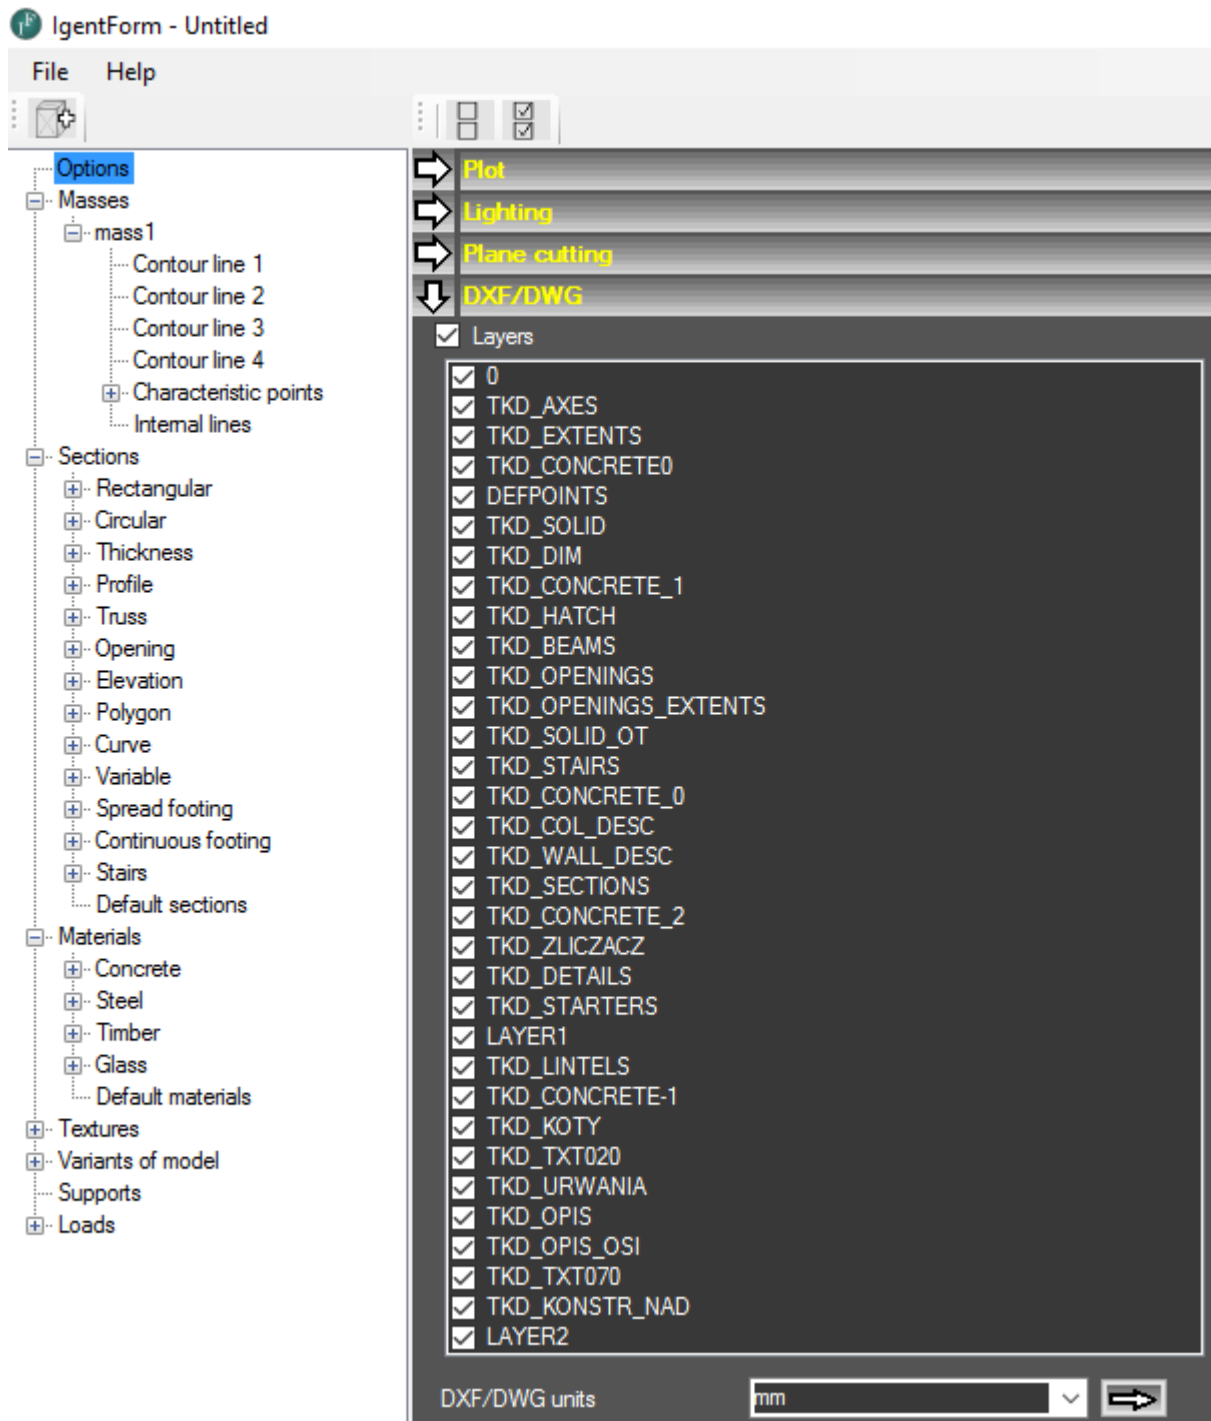 IgentForm - Untitled
File Help
Options
Masses
mass1
Contour line 1
Contour line 2
Contour line 3
Contour line 4
Characteristic points
Internal lines
Sections
Rectangular
Circular
Thickness
Profile
Truss
Opening
Elevation
Polygon
Curve
Variable
Spread footing
Continuous footing
Stairs
Default sections
Materials
Concrete
Steel
Timber
Glass
Default materials
Textures
Variants of model
Supports
Loads
Plot
Lighting
Plane cutting
DXF/DWG
Layers
0
TKD_AXES
TKD_EXTENTS
TKD_CONCRETE0
DEFPOINTS
TKD_SOLID
TKD_DIM
TKD_CONCRETE_1
TKD_HATCH
TKD_BEAMS
TKD_OPENINGS
TKD_OPENINGS_EXTENTS
TKD_SOLID_OT
TKD_STAIRS
TKD_CONCRETE_0
TKD_COL_DESC
TKD_WALL_DESC
TKD_SECTIONS
TKD_CONCRETE_2
TKD_ZLICZACZ
TKD_DETAILS
TKD_STARTERS
LAYER1
TKD_LINTELS
TKD_CONCRETE-1
TKD_KOTY
TKD_TXT020
TKD_URWANIA
TKD_OPIS
TKD_OPIS_OSI
TKD_TXT070
TKD_KONSTR_NAD
LAYER2
DXF/DWG units mm